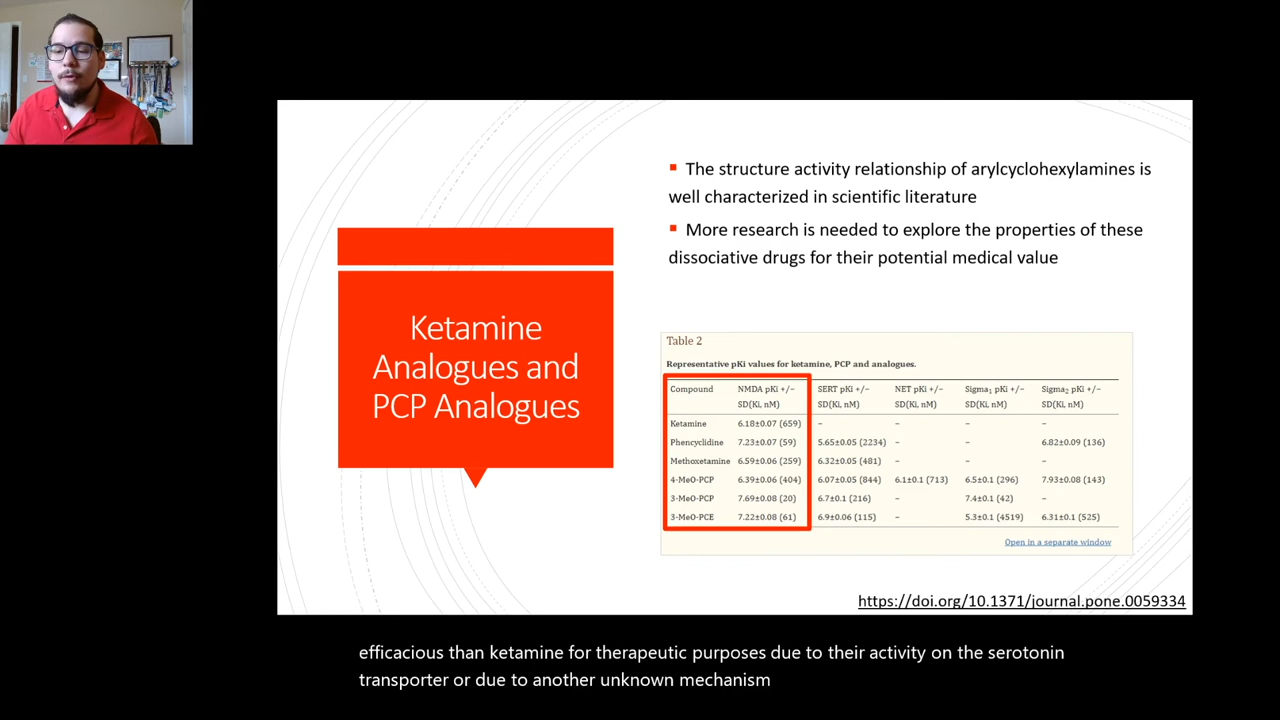 The structure activity relationship of arylcyclohexylamines is
well characterized in scientific literature
More research is needed to explore the properties of these
dissociative drugs for their potential medical value
Ketamine
Analogues and
PCP Analogues
Table 2
Representative pKi values for ketamine, PCP and analogues.
Compound NMDA pKi +/− SERT pKi +/− NET pKi +/− Sigma1 pKi +/− Sigma2 pKi +/−
SD(Ki, nM) SD(Ki, nM) SD(Ki, nM) SD(Ki, nM) SD(Ki, nM)
Ketamine 6.18±0.07 (659) – – – –
Phencyclidine 7.23±0.07 (59) 5.65±0.05 (2234) – – 6.82±0.09 (136)
Methoxetamine 6.59±0.06 (259) 6.32±0.05 (481) – – –
4-MeO-PCP 6.39±0.06 (404) 6.07±0.05 (844) 6.1±0.1 (713) 6.5±0.1 (296) 7.93±0.08 (143)
3-MeO-PCP 7.69±0.08 (20) 6.7±0.1 (216) – 7.4±0.1 (42) –
3-MeO-PCE 7.22±0.08 (61) 6.9±0.06 (115) – 5.3±0.1 (4519) 6.31±0.1 (525)
Open in a separate window
https://doi.org/10.1371/journal.pone.0059334
efficacious than ketamine for therapeutic purposes due to their activity on the serotonin
transporter or due to another unknown mechanism